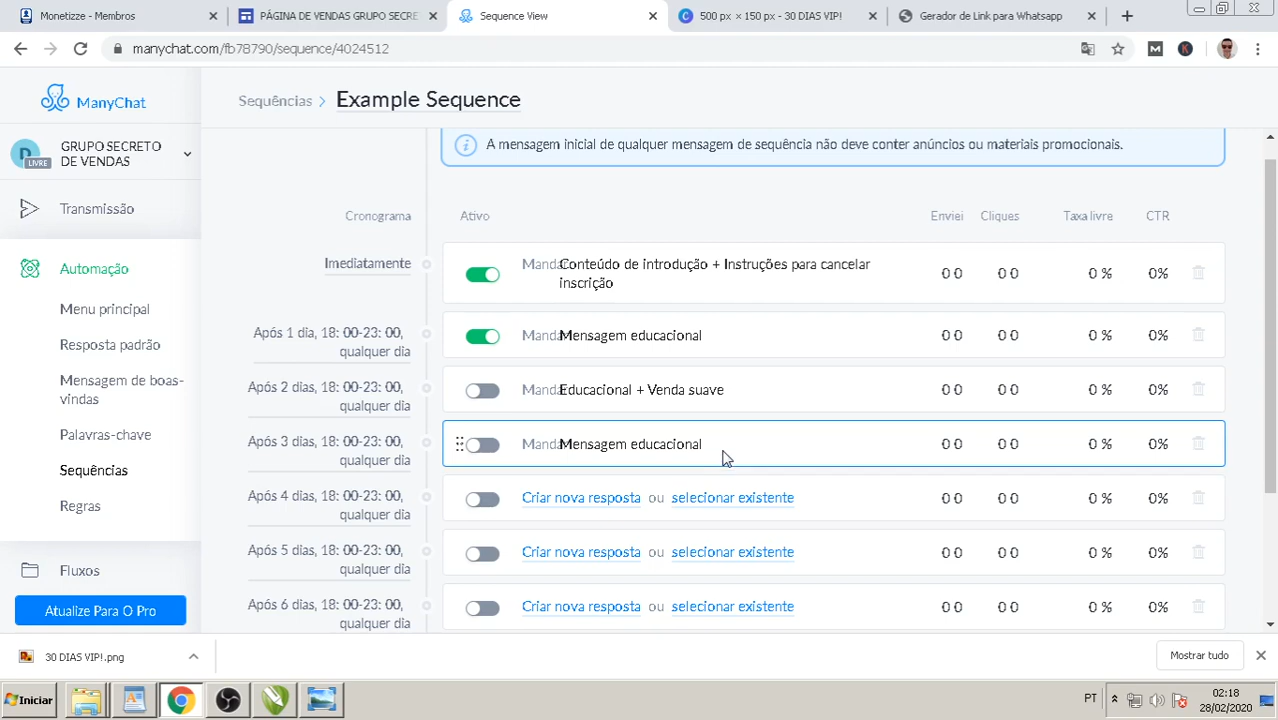 Monetizze - Membros
PÁGINA DE VENDAS GRUPO SECRE
Sequence View
500 px × 150 px - 30 DIAS VIP!
Gerador de Link para Whatsapp
manychat.com/fb78790/sequence/4024512
ManyChat
Sequências
Example Sequence
GRUPO SECRETO
DE VENDAS
LIVRE
A mensagem inicial de qualquer mensagem de sequência não deve conter anúncios ou materiais promocionais.
Transmissão
Cronograma
Ativo
Enviei
Cliques
Taxa livre
CTR
Automação
Imediatamente
Manda Conteúdo de introdução + Instruções para cancelar
inscrição
0 0
0 0
0 %
0%
Menu principal
Após 1 dia, 18: 00-23: 00,
qualquer dia
Manda Mensagem educacional
0 0
0 0
0 %
0%
Resposta padrão
Mensagem de boas-
vindas
Após 2 dias, 18: 00-23: 00,
qualquer dia
Manda Educacional + Venda suave
0 0
0 0
0 %
0%
Palavras-chave
Após 3 dias, 18: 00-23: 00,
qualquer dia
Manda Mensagem educacional
0 0
0 0
0 %
0%
Sequências
Após 4 dias, 18: 00-23: 00,
qualquer dia
Criar nova resposta ou selecionar existente
0 0
0 0
0 %
0%
Regras
Após 5 dias, 18: 00-23: 00,
qualquer dia
Criar nova resposta ou selecionar existente
0 0
0 0
0 %
0%
Fluxos
Após 6 dias, 18: 00-23: 00,
qualquer dia
Criar nova resposta ou selecionar existente
0 0
0 0
0 %
0%
Atualize Para O Pro
30 DIAS VIP!.png
Mostrar tudo
Iniciar
PT
02:18
28/02/2020